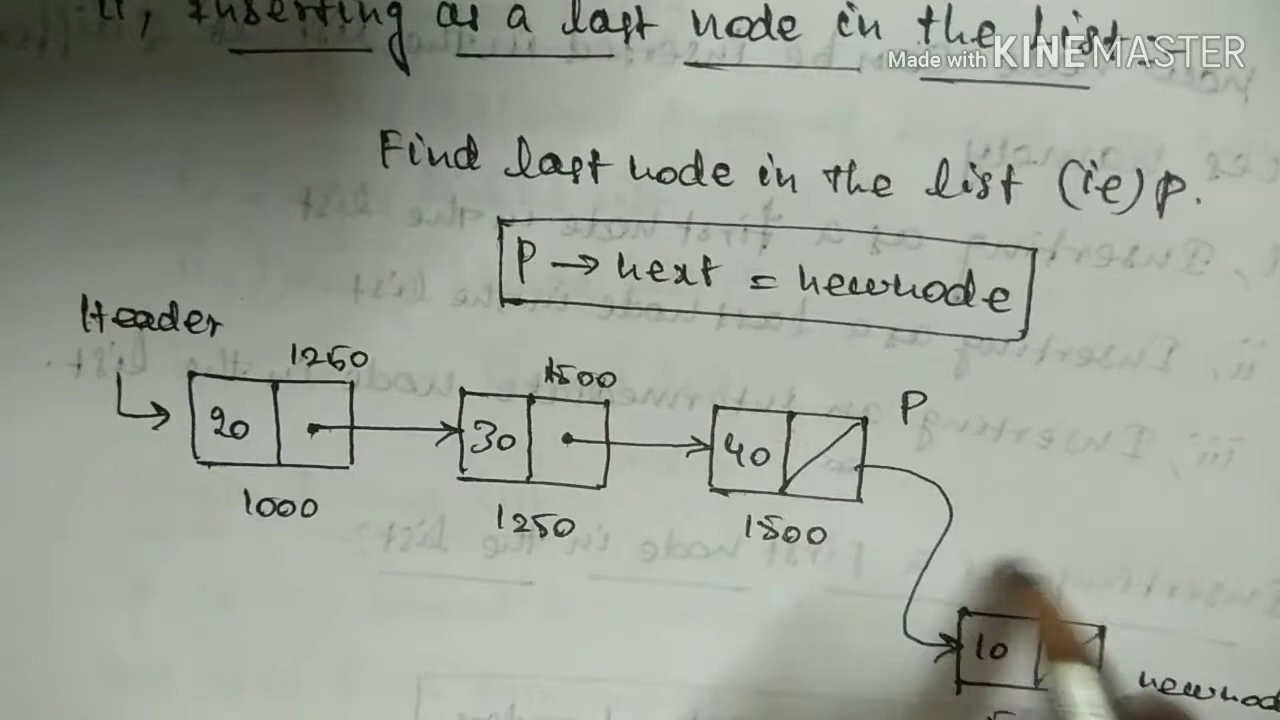 ii, Inserting as a last node in the list:-
Made with KINEMASTER
Find last node in the list (ie) p.
P → next = newnode
Header
1250
1500
P
20
30
40
1000
1250
1500
10